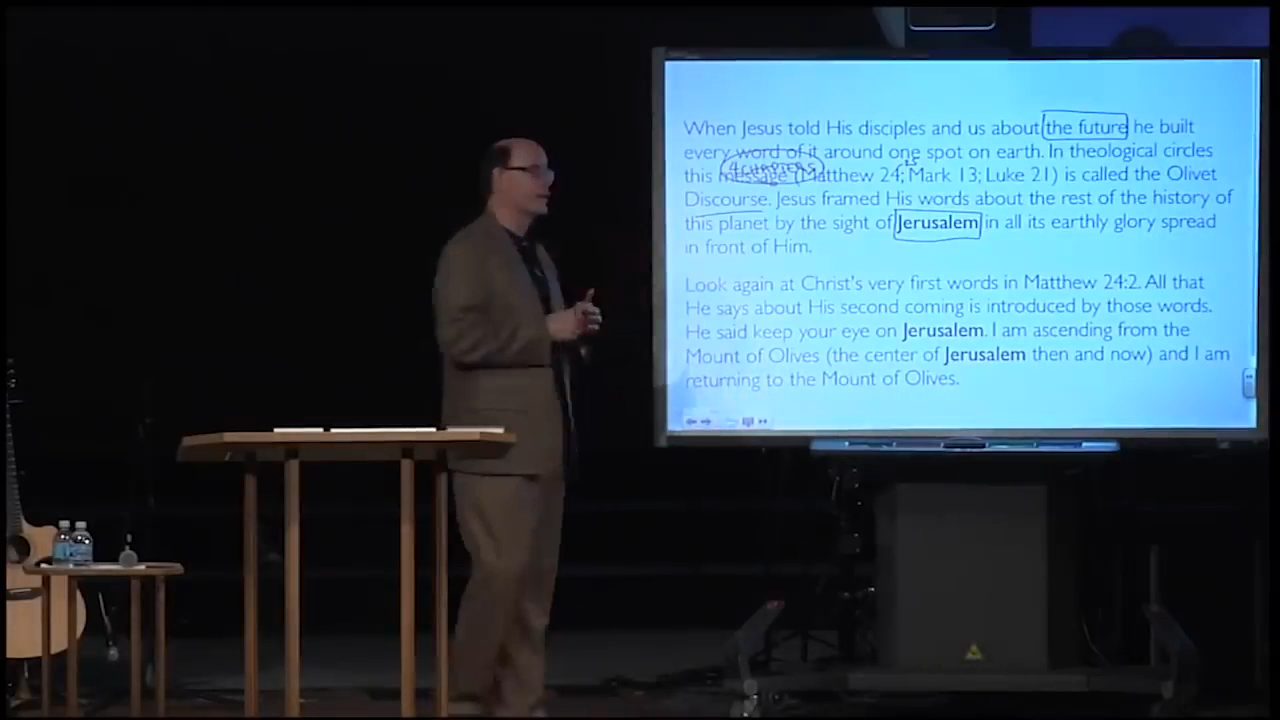 When Jesus told His disciples and us about the future he built
every word of it around one spot on earth. In theological circles
4 CHAPTERS
25
this message (Matthew 24; Mark 13; Luke 21) is called the Olivet
Discourse. Jesus framed His words about the rest of the history of
this planet by the sight of Jerusalem in all its earthly glory spread
in front of Him.
Look again at Christ's very first words in Matthew 24:2. All that
He says about His second coming is introduced by those words.
He said keep your eye on Jerusalem. I am ascending from the
Mount of Olives (the center of Jerusalem then and now) and I am
returning to the Mount of Olives.